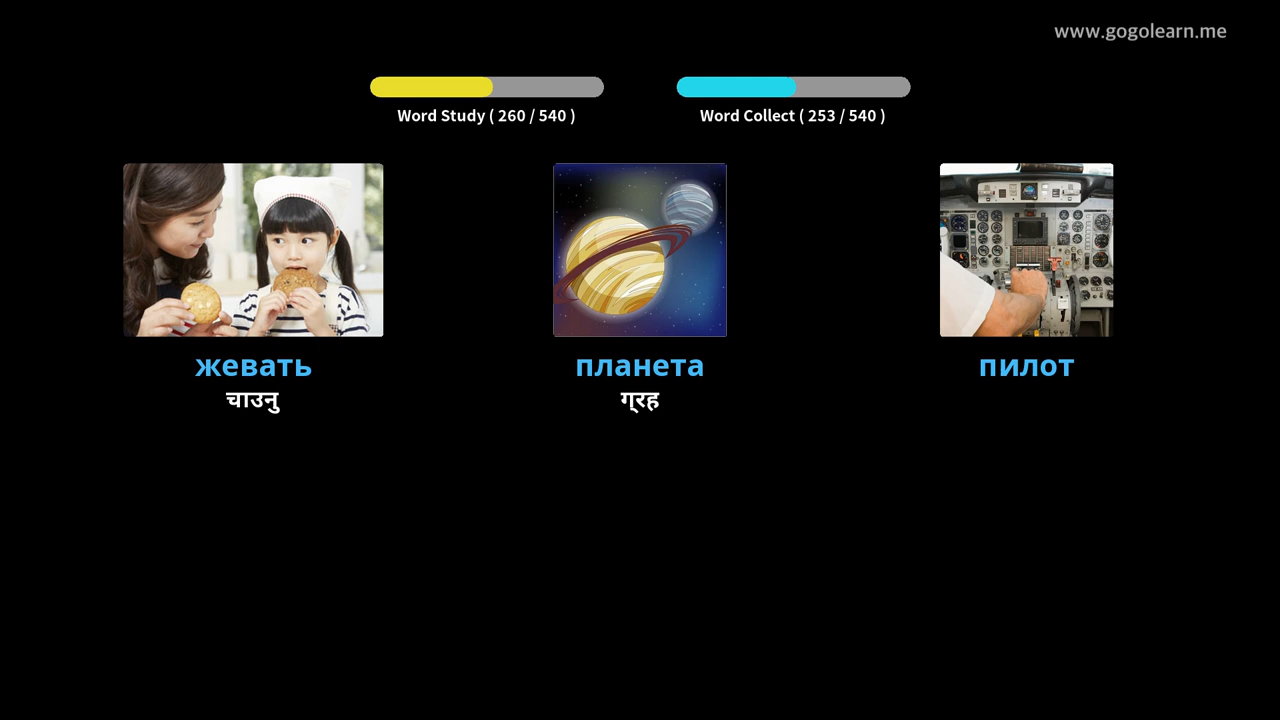 www.gogolearn.me
Word Study ( 260 / 540 )
Word Collect ( 253 / 540 )
жевать
चाउनु
планета
ग्रह
пилот